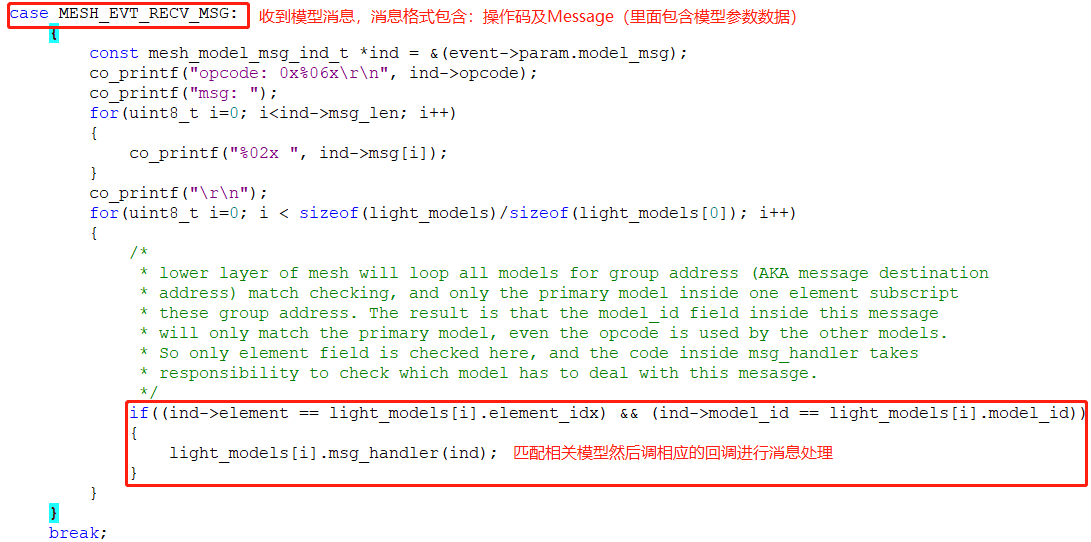 case MESH_EVT_RECV_MSG: 收到模型消息，消息格式包含：操作码及Message（里面包含模型参数数据）
{
const mesh_model_msg_ind_t *ind = &(event->param.model_msg);
co_printf("opcode: 0x%06x\r\n", ind->opcode);
co_printf("msg: ");
for(uint8_t i=0; i<ind->msg_len; i++)
{
co_printf("%02x ", ind->msg[i]);
}
co_printf("\r\n");
for(uint8_t i=0; i < sizeof(light_models)/sizeof(light_models[0]); i++)
{
/*
* lower layer of mesh will loop all models for group address (AKA message destination
* address) match checking, and only the primary model inside one element subscript
* these group address. The result is that the model_id field inside this message
* will only match the primary model, even the opcode is used by the other models.
* So only element field is checked here, and the code inside msg_handler takes
* responsibility to check which model has to deal with this mesasge.
*/
if((ind->element == light_models[i].element_idx) && (ind->model_id == light_models[i].model_id))
{
light_models[i].msg_handler(ind); 匹配相关模型然后调相应的回调进行消息处理
}
}
}
break;